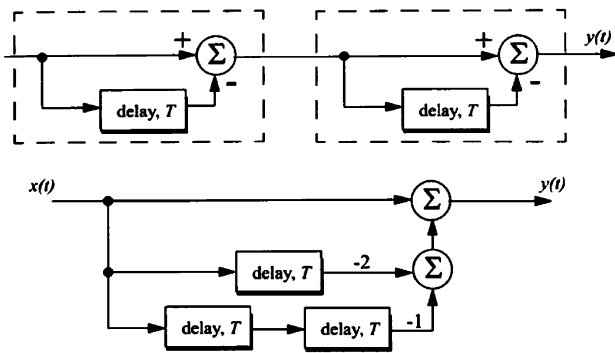 + Σ - + Σ - y(t)
delay, T delay, T
x(t) Σ y(t)
delay, T -2 Σ
delay, T delay, T -1